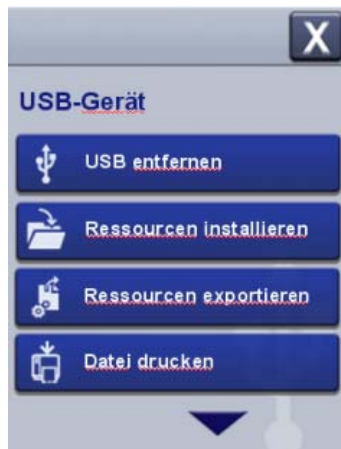 X
USB-Gerät
USB entfernen
Ressourcen installieren
Ressourcen exportieren
Datei drucken